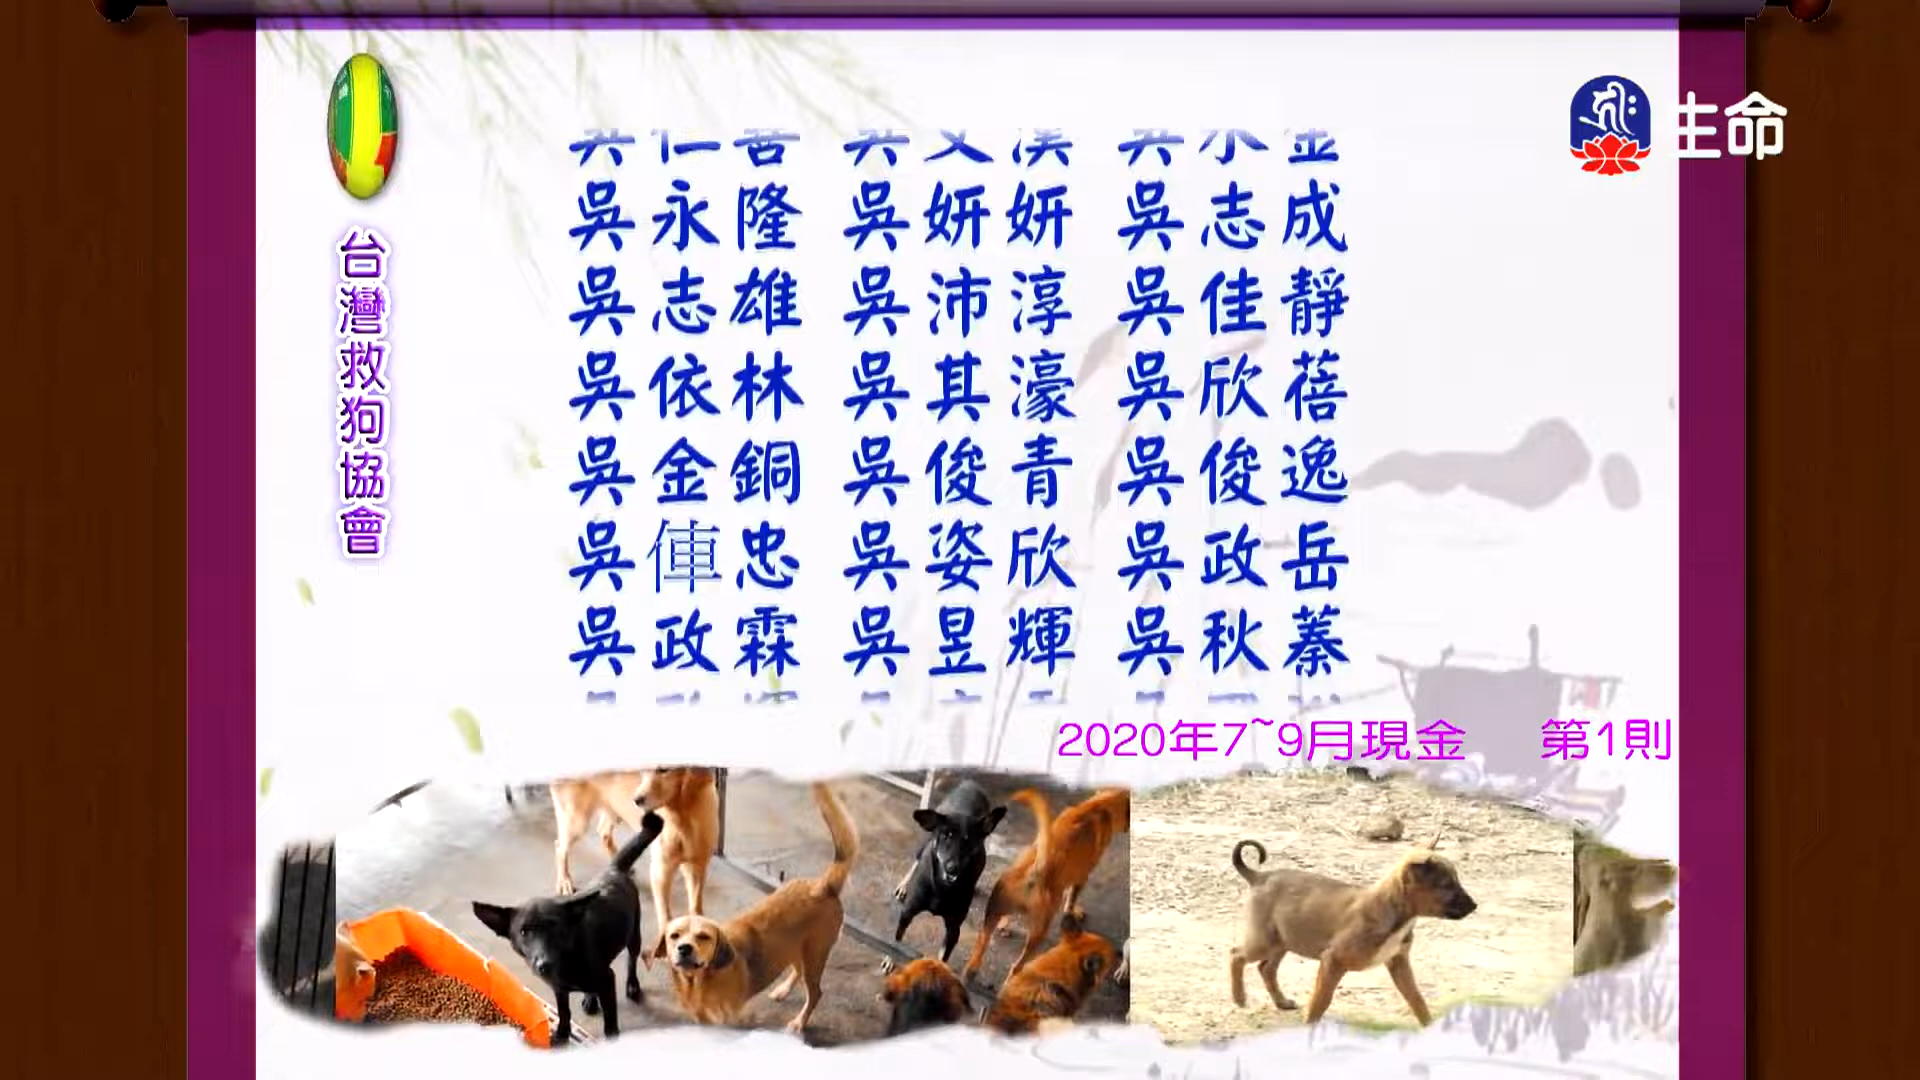 生命
台灣救狗協會
吳永隆 吳妍妍 吳志成
吳志雄 吳沛淳 吳佳靜
吳依林 吳其濠 吳欣蓓
吳金銅 吳俊青 吳俊逸
吳俥忠 吳姿欣 吳政岳
吳政霖 吳昱輝 吳秋蓁
2020年7~9月現金 第1則